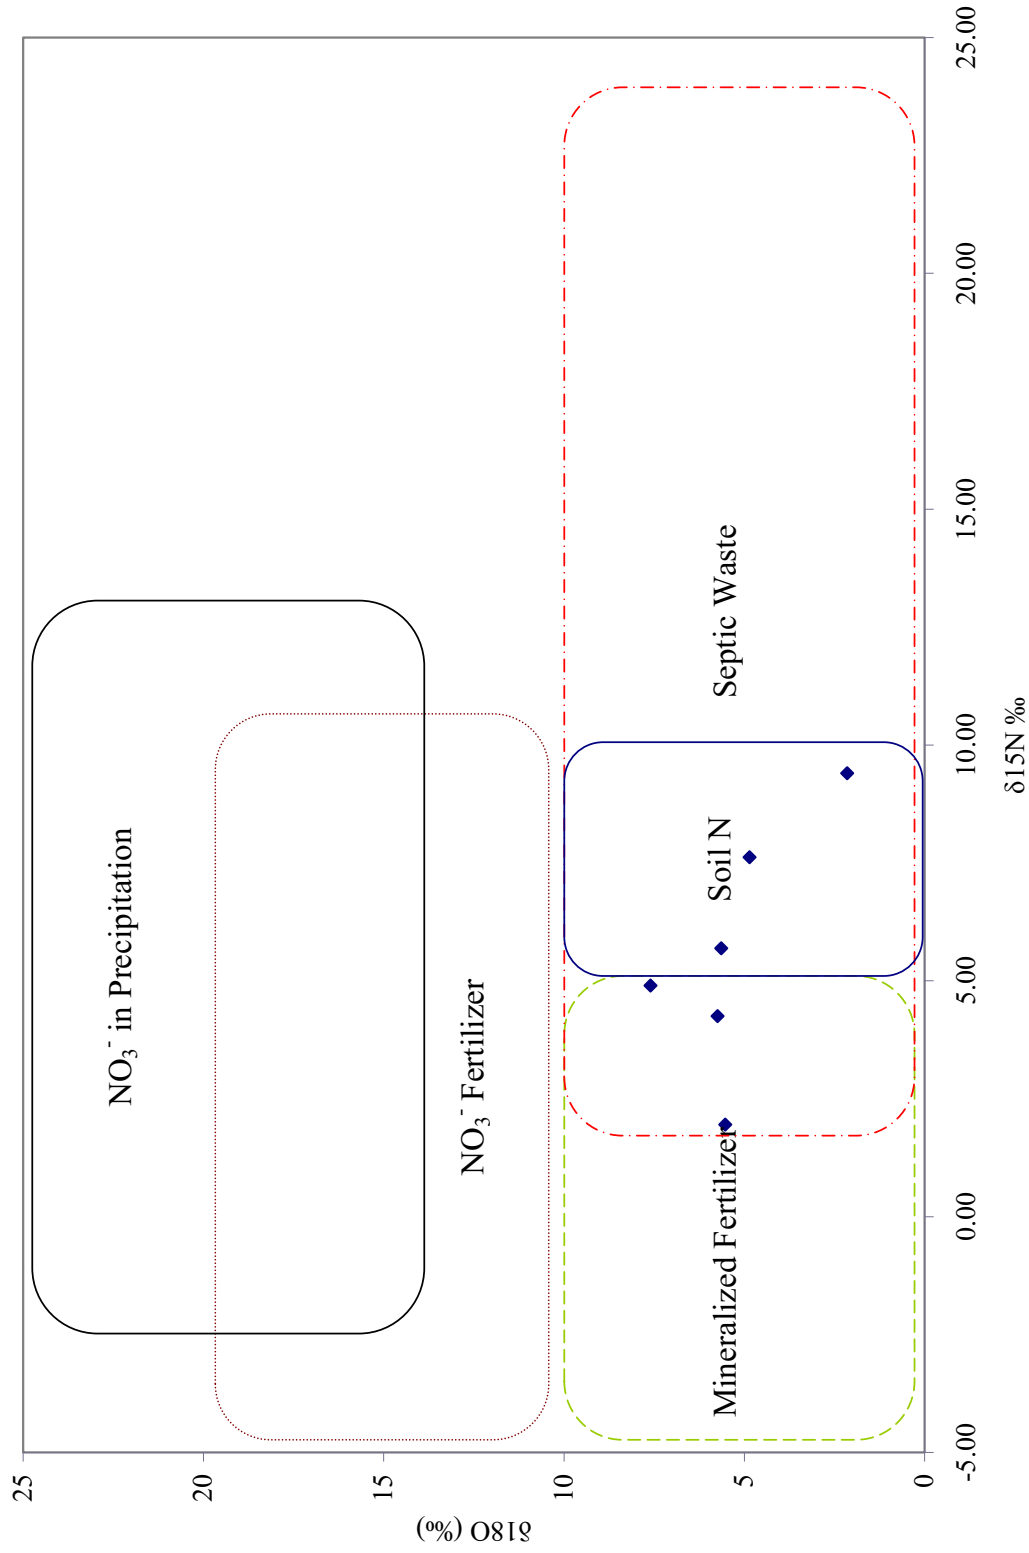 25
20
15
10
5
0
δ18O (‰)
NO₃⁻ in Precipitation
NO₃⁻ Fertilizer
Mineralized Fertilizer
Soil N
Septic Waste
-5.00
0.00
5.00
10.00
15.00
20.00
25.00
δ15N ‰